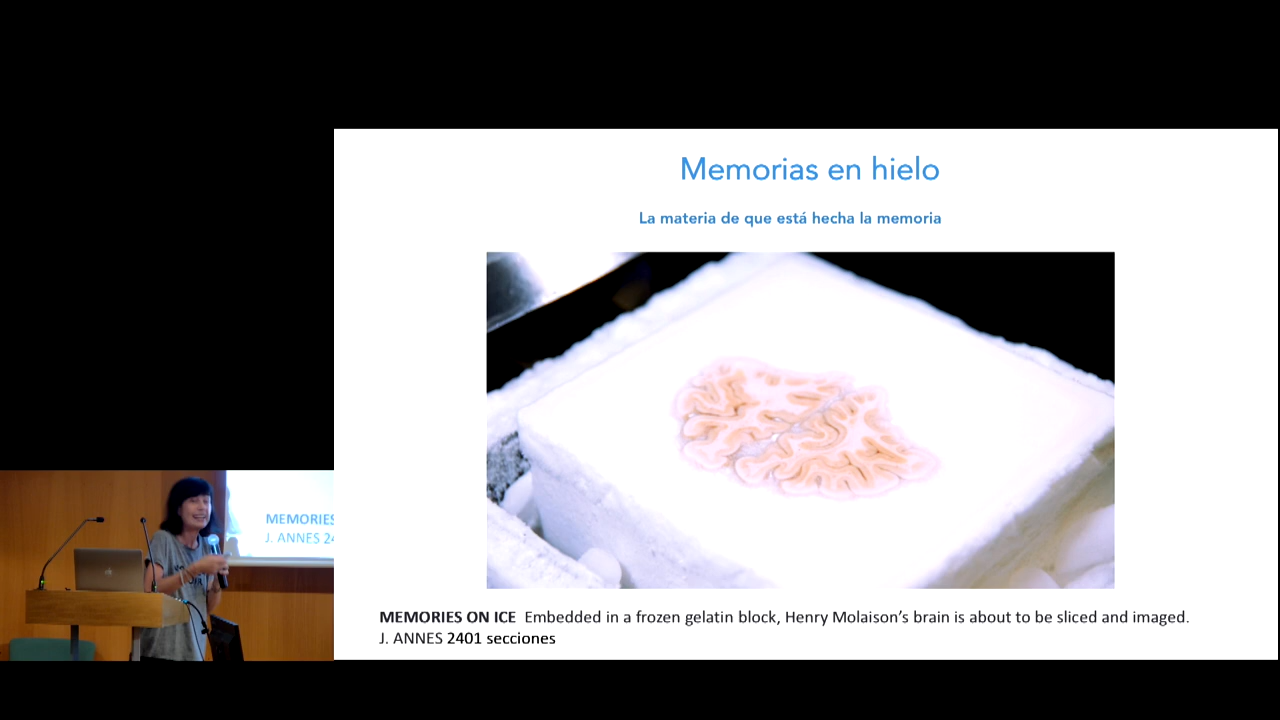 Memorias en hielo
La materia de que está hecha la memoria
MEMORIES
J. ANNES 24
MEMORIES ON ICE Embedded in a frozen gelatin block, Henry Molaison’s brain is about to be sliced and imaged.
J. ANNES 2401 secciones